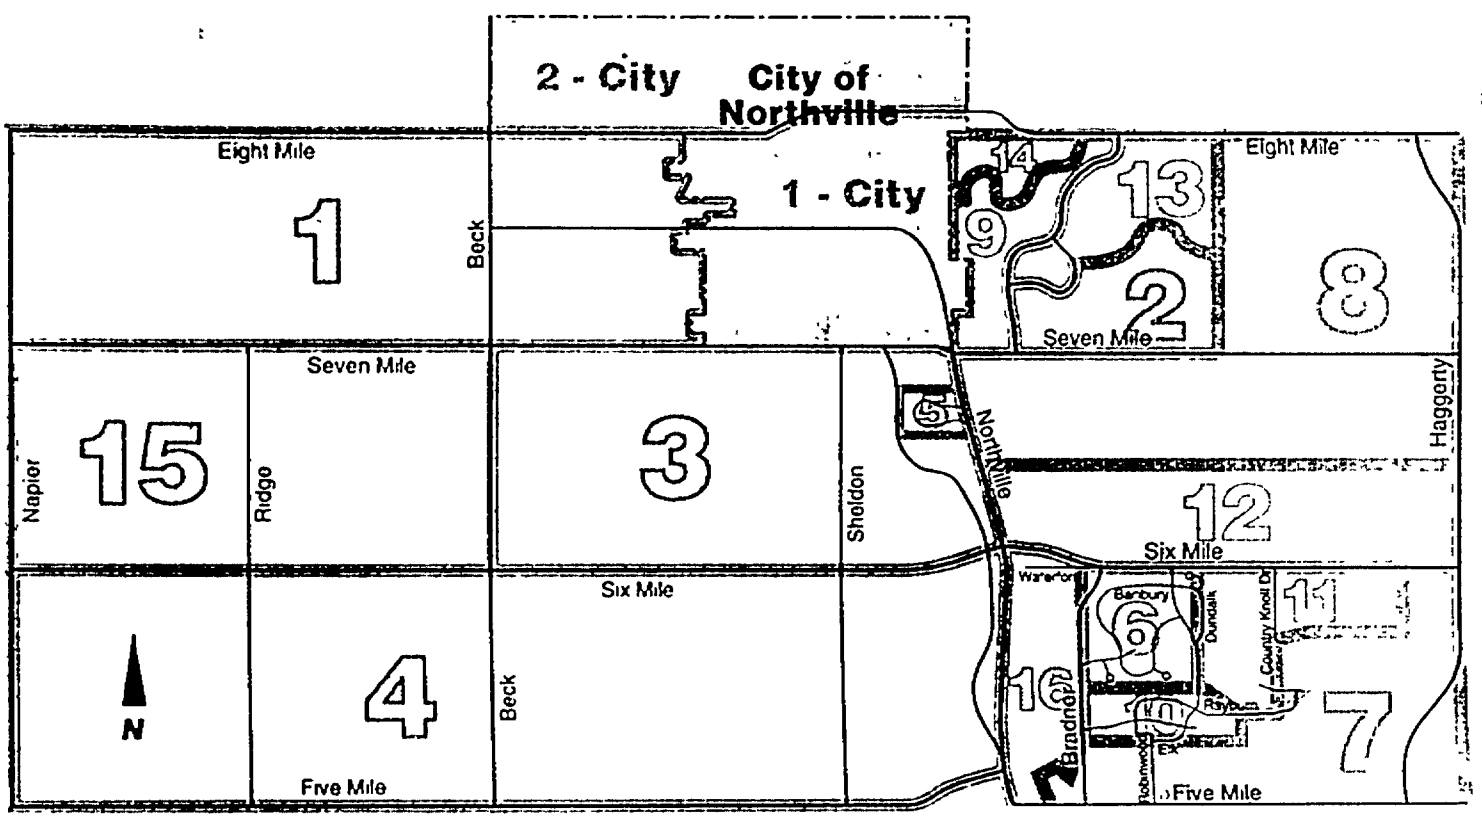 2 - City
City of
Northville
Eight Mile
Eight Mile
14
13
1 - City
1
Beck
9
8
2
Seven Mile
Seven Mile
Haggerty
5
15
3
Northville
Napier
Ridge
Sheldon
12
Six Mile
Six Mile
Waterford
Banbury
Dundalk
Country Knoll Dr
11
6
N
4
Beck
16
Bradner
10
Rayburn
7
Robinwood
Five Mile
Five Mile